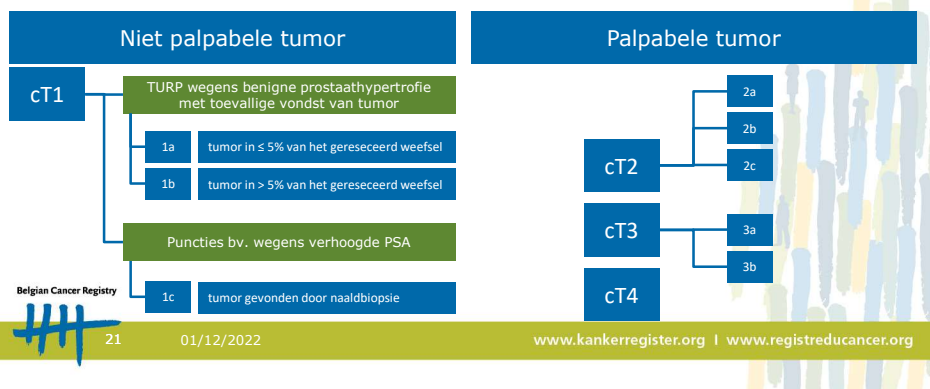 Niet palpabele tumor
cT1
TURP wegens benigne prostaathypertrofie
met toevallige vondst van tumor
1a
tumor in ≤ 5% van het gereseceerd weefsel
1b
tumor in > 5% van het gereseceerd weefsel
Puncties bv. wegens verhoogde PSA
1c
tumor gevonden door naaldbiopsie
Palpabele tumor
cT2
2a
2b
2c
cT3
3a
3b
cT4
Belgian Cancer Registry
21
01/12/2022
www.kankerregister.org I www.registreducancer.org